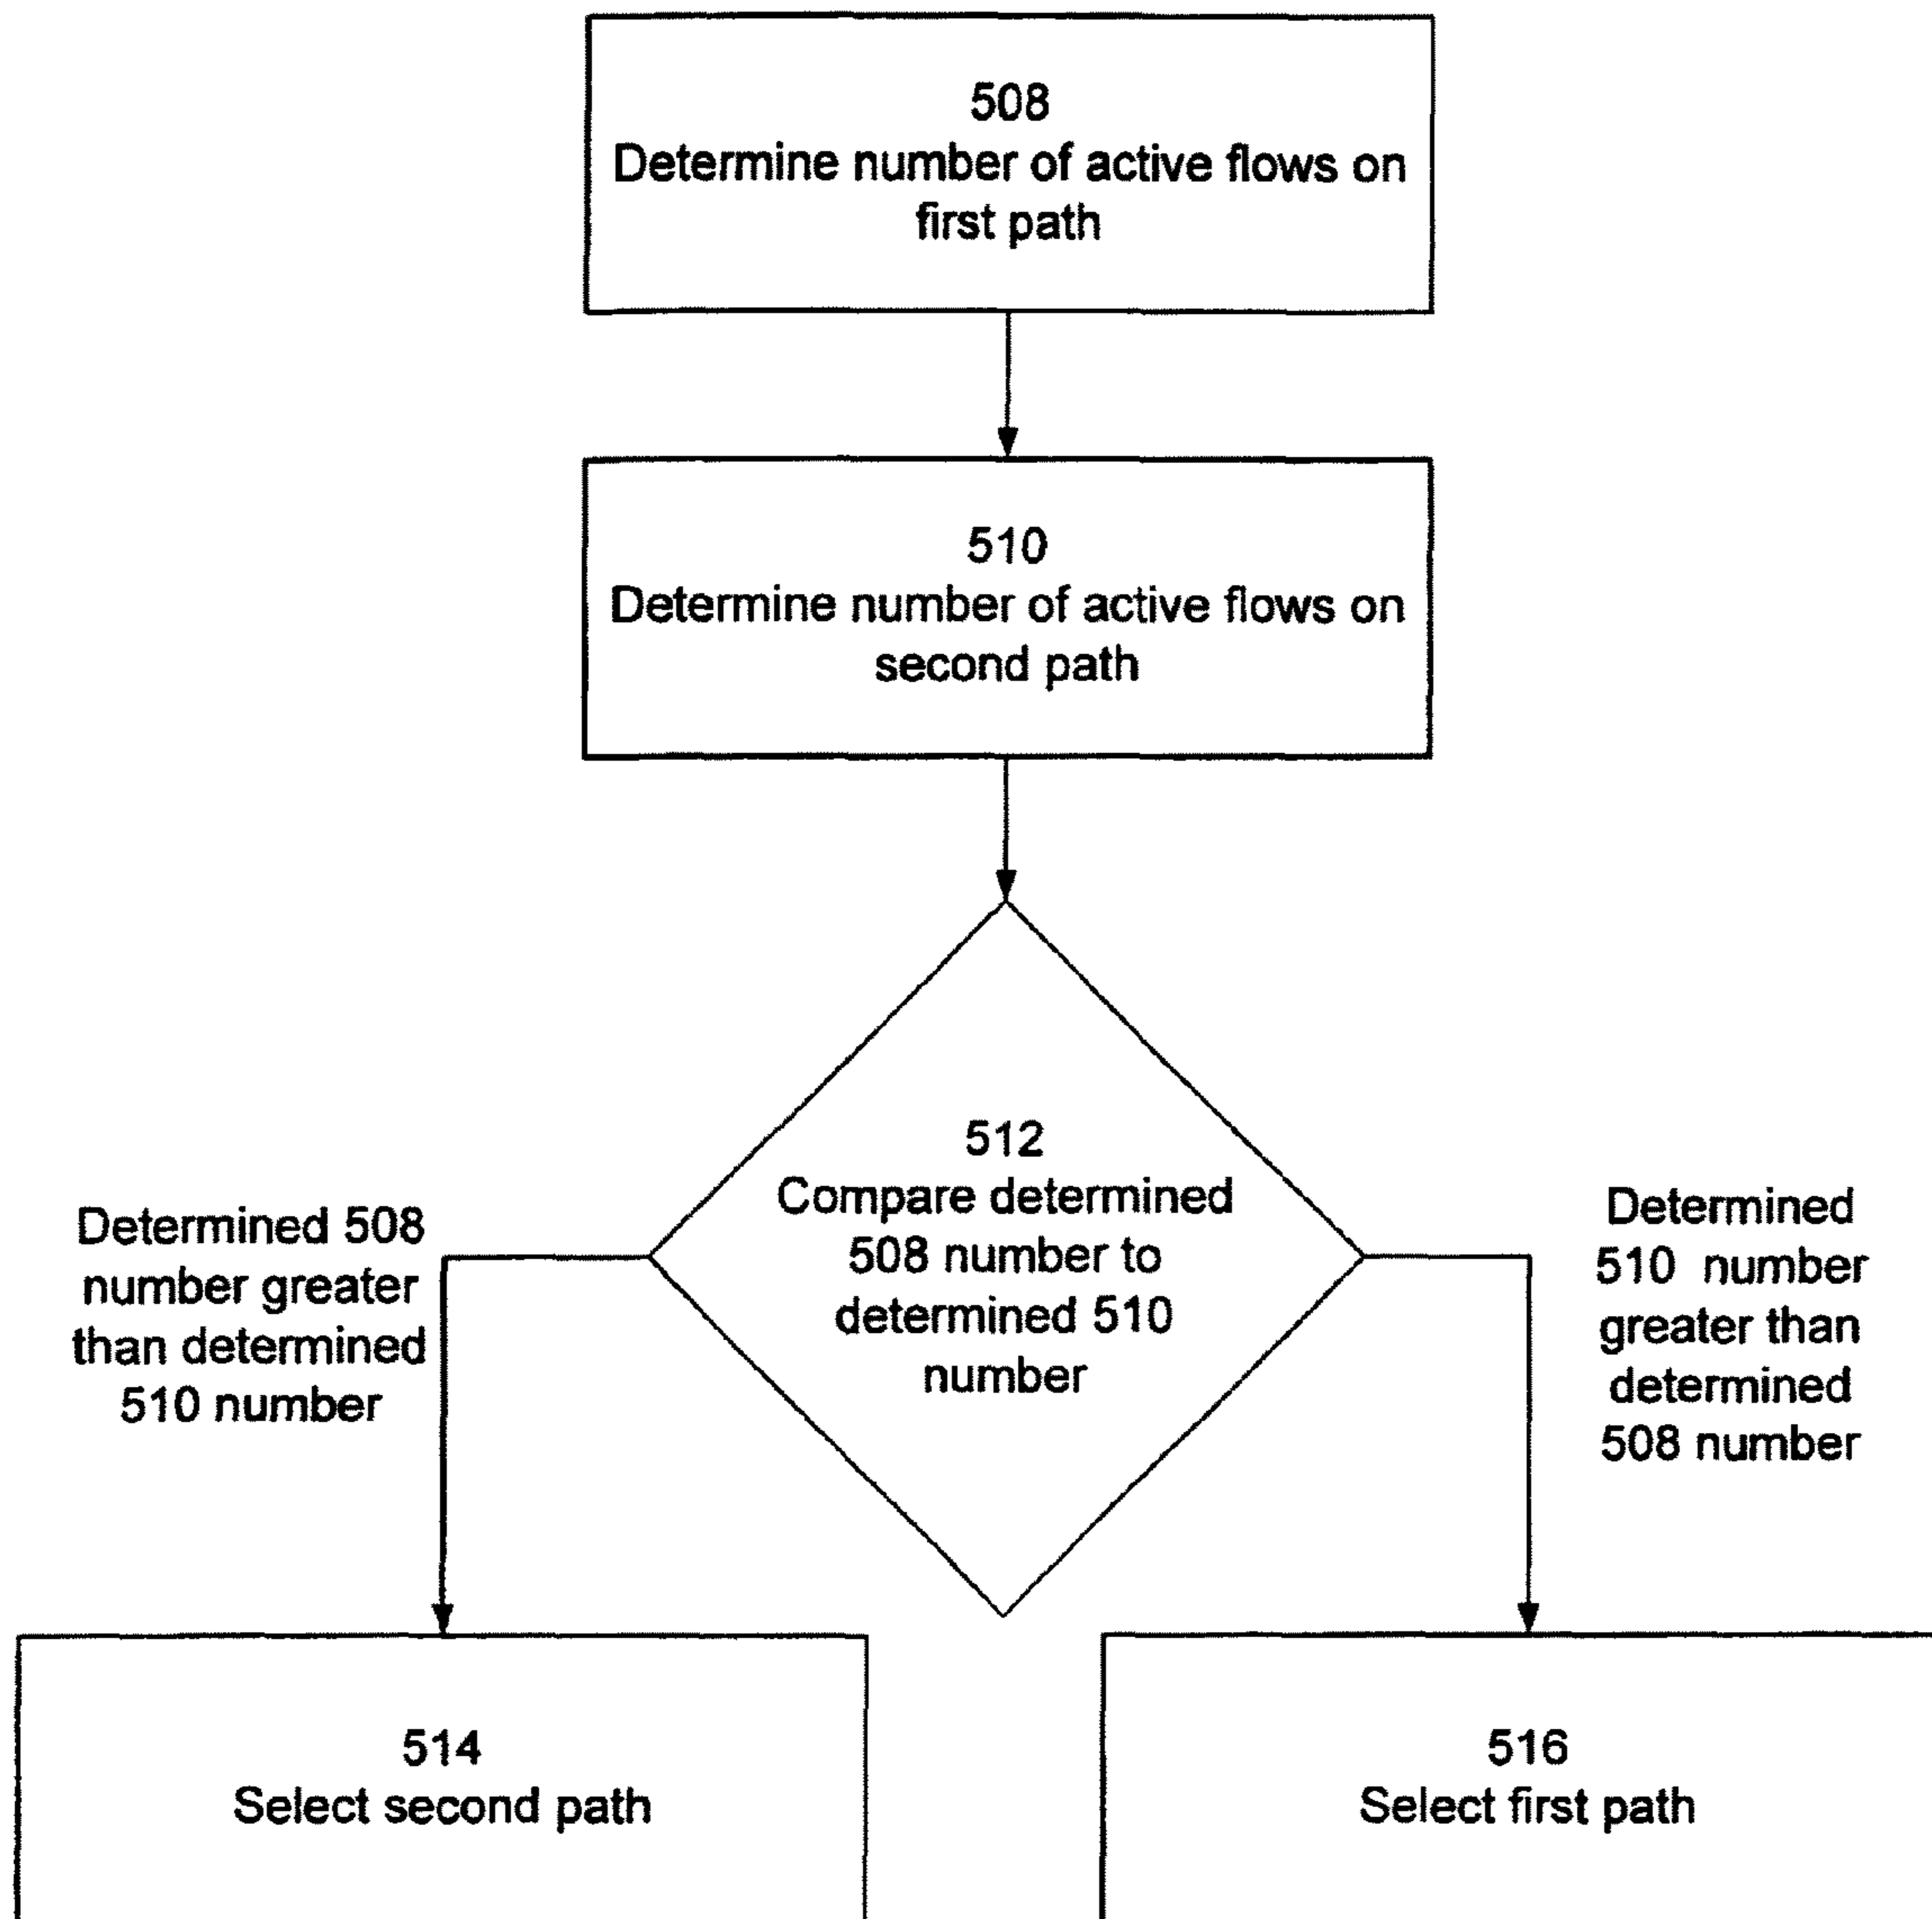 508
Determine number of active flows on
first path
510
Determine number of active flows on
second path
512
Compare determined
508 number to
determined 510
number
Determined 508
number greater
than determined
510 number
Determined
510 number
greater than
determined
508 number
514
Select second path
516
Select first path